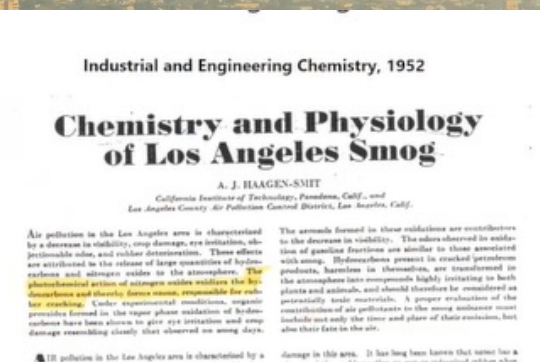 Industrial and Engineering Chemistry, 1952
Chemistry and Physiology
of Los Angeles Smog
A. J. HAAGEN-SMIT
California Institute of Technology, Pasadena, Calif., and
Los Angeles County Air Pollution Control District, Los Angeles, Calif.
Air pollution in the Los Angeles area is characterized
by a decrease in visibility, crop damage, eye irritation, ob-
jectionable odor, and rubber deterioration. These effects
are attributed to the release of large quantities of hydro-
carbons and nitrogen oxides to the atmosphere. The
photochemical action of nitrogen oxides oxidizes the hy-
drocarbons and thereby forms ozone, responsible for rub-
ber cracking. Under experimental conditions, organic
peroxides formed in the vapor phase oxidation of hydro-
carbons have been shown to give eye irritation and crop
damage resembling closely that observed on smog days.
The aerosols formed in these oxidations are contributors
to the decrease in visibility. The odors observed in oxida-
tion of gasoline fractions are similar to those associated
with smog. Hydrocarbons present in cracked petroleum
products, harmless in themselves, are transformed in
the atmosphere into compounds highly irritating to both
plants and animals, and should therefore be considered as
potentially toxic materials. A proper evaluation of the
contribution of air pollutants to the smog nuisance must
include not only the time and place of their emission, but
also their fate in the air.
AIR pollution in the Los Angeles area is characterized by a
damage in this area. It has long been known that